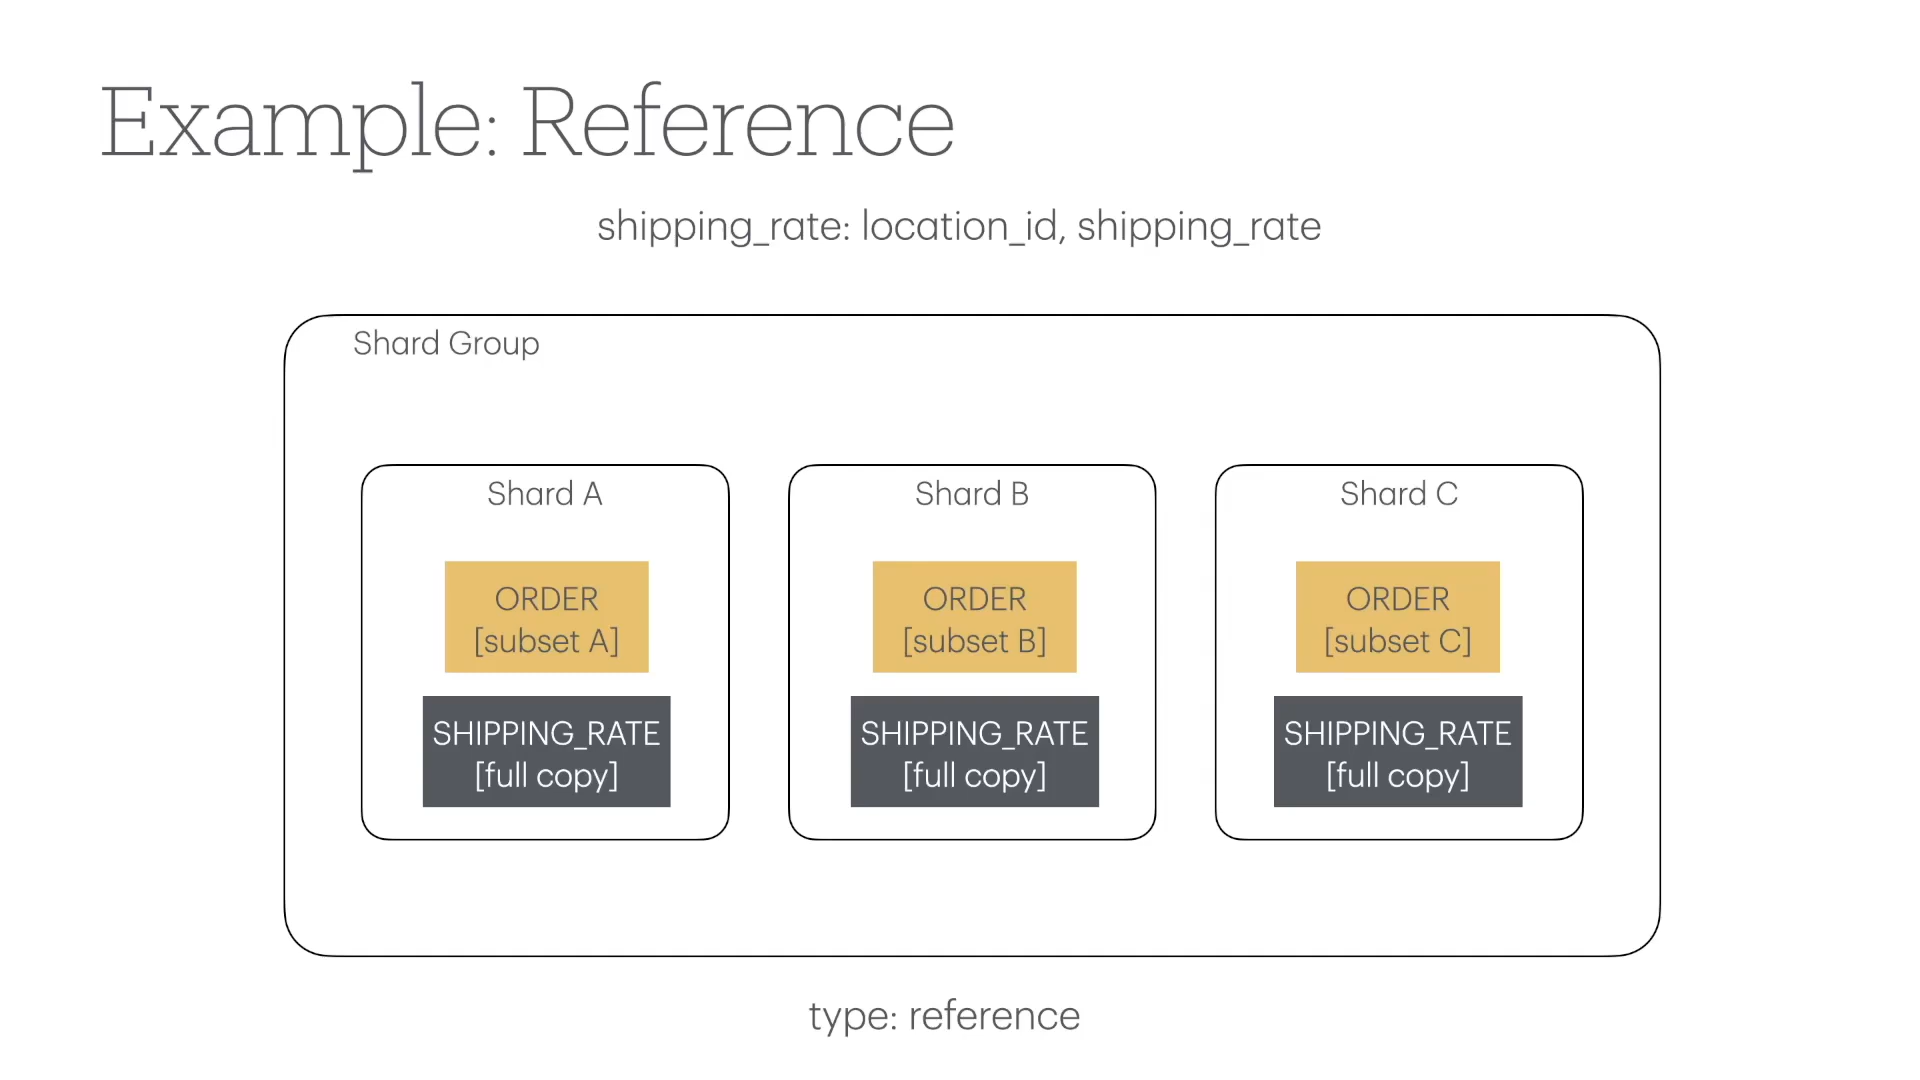 Example: Reference
shipping_rate: location_id, shipping_rate
Shard Group
Shard A
ORDER
[subset A]
SHIPPING_RATE
[full copy]
Shard B
ORDER
[subset B]
SHIPPING_RATE
[full copy]
Shard C
ORDER
[subset C]
SHIPPING_RATE
[full copy]
type: reference